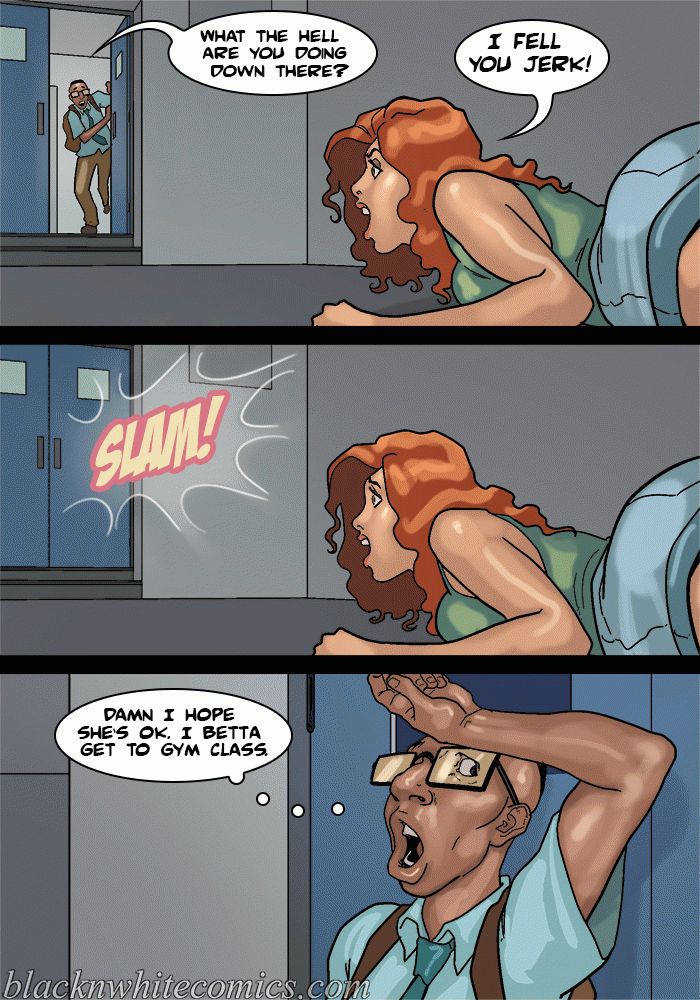 WHAT THE HELL
ARE YOU DOING
DOWN THERE?
I FELL
YOU JERK!
SLAM!
DAMN I HOPE
SHE'S OK. I BETTA
GET TO GYM CLASS.
blacknwhitecomics.com